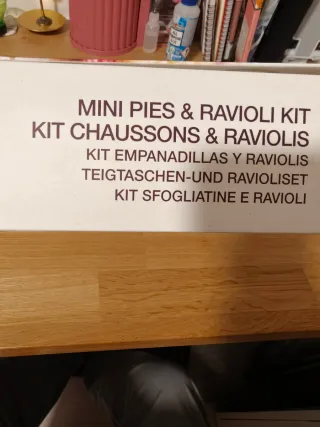 MINI PIES & RAVIOLI KIT
KIT CHAUSSONS & RAVIOLIS
KIT EMPANADILLAS Y RAVIOLIS
TEIGTASCHEN-UND RAVIOLISET
KIT SFOGLIATINE E RAVIOLI